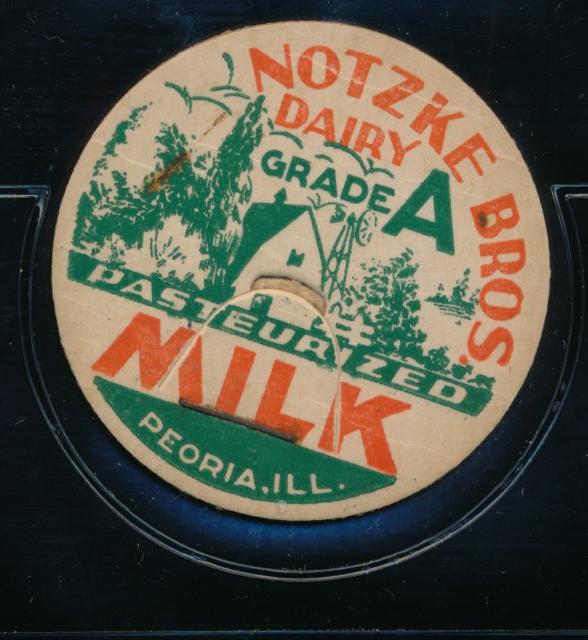 NOTZKE BROS.
DAIRY
GRADE A
PASTEURIZED
MILK
PEORIA, ILL.